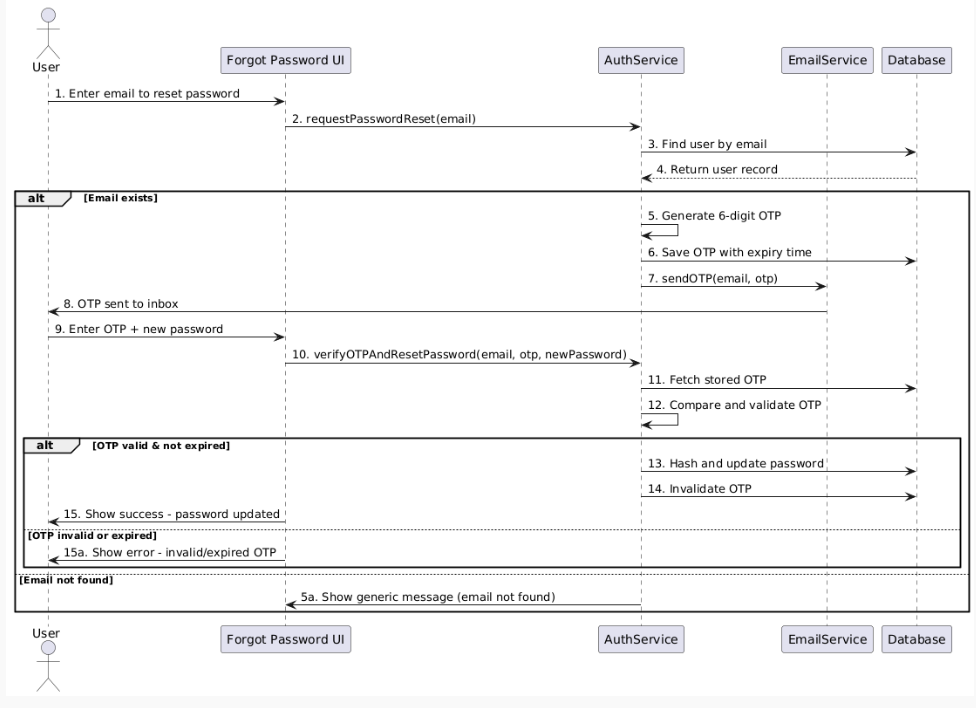 User
Forgot Password UI
AuthService
EmailService
Database
1. Enter email to reset password
2. requestPasswordReset(email)
3. Find user by email
4. Return user record
alt
[Email exists]
5. Generate 6-digit OTP
6. Save OTP with expiry time
7. sendOTP(email, otp)
8. OTP sent to inbox
9. Enter OTP + new password
10. verifyOTPAndResetPassword(email, otp, newPassword)
11. Fetch stored OTP
12. Compare and validate OTP
alt
[OTP valid & not expired]
13. Hash and update password
14. Invalidate OTP
15. Show success - password updated
[OTP invalid or expired]
15a. Show error - invalid/expired OTP
[Email not found]
5a. Show generic message (email not found)
User
Forgot Password UI
AuthService
EmailService
Database